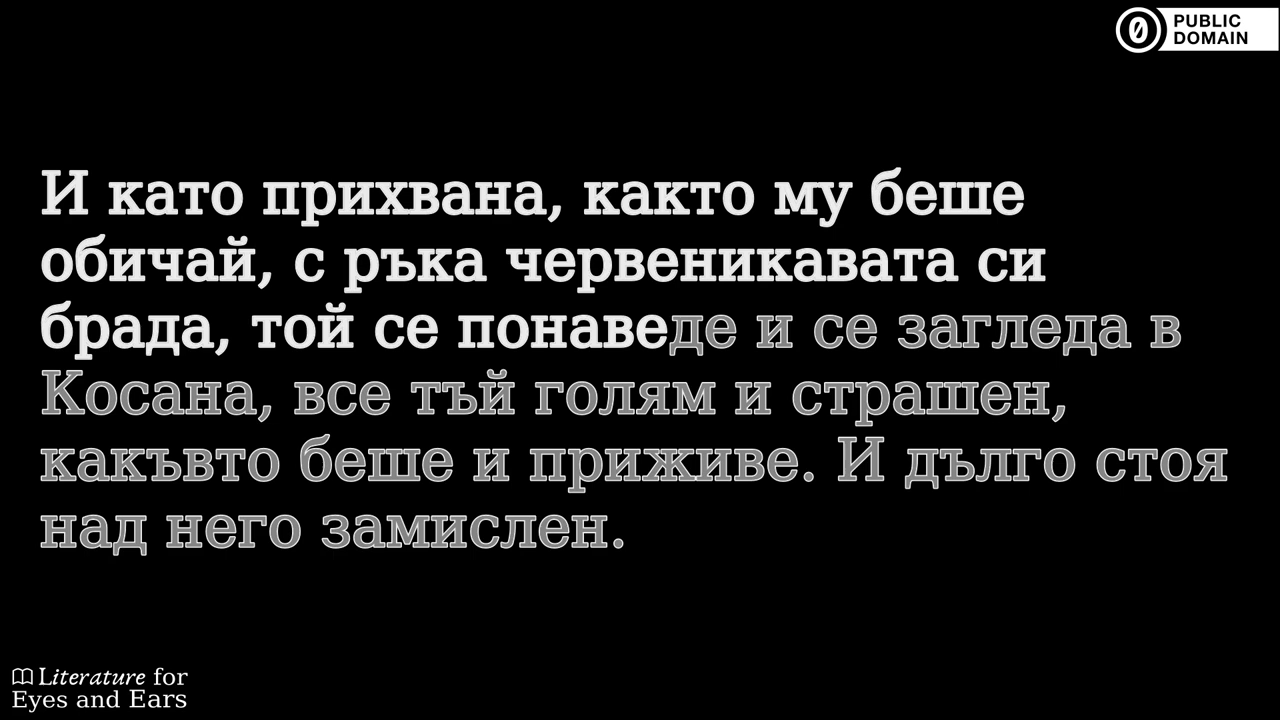 PUBLIC
DOMAIN
И като прихвана, както му беше
обичай, с ръка червеникавата си
брада, той се понаведе и се загледа в
Косана, все тъй голям и страшен,
какъвто беше и приживе. И дълго стоя
над него замислен.
Literature for
Eyes and Ears